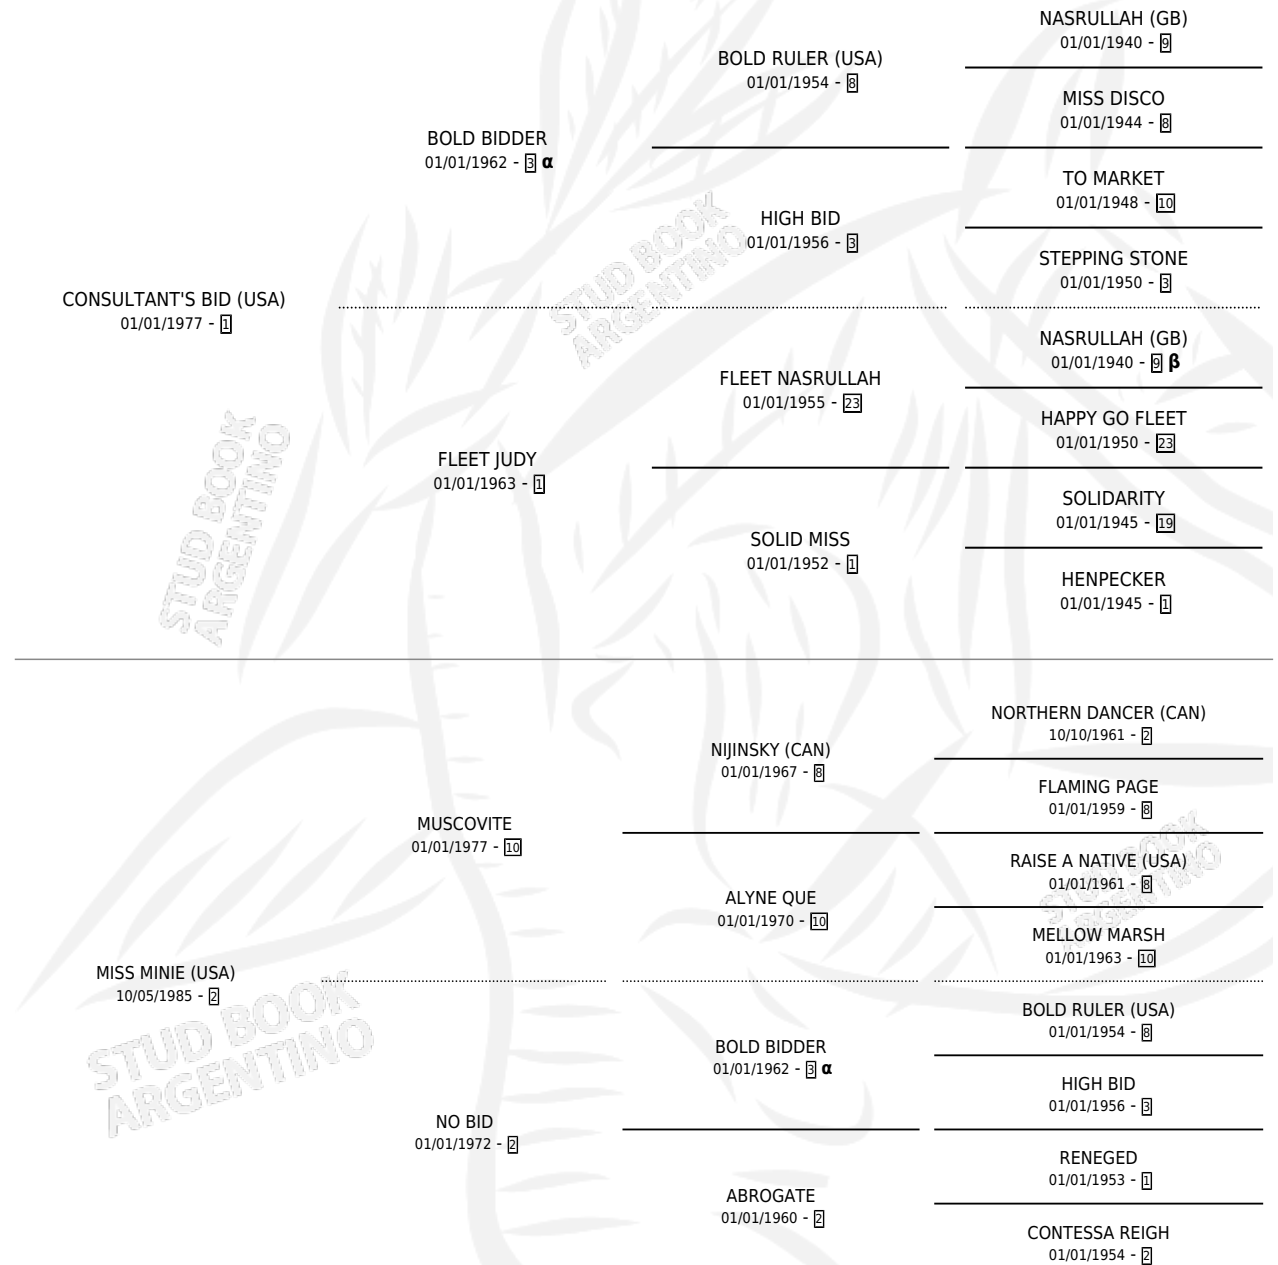 CONSULTANT'S BID (USA)
01/01/1977 - 1
BOLD BIDDER
01/01/1962 - 3 α
FLEET JUDY
01/01/1963 - 1
BOLD RULER (USA)
01/01/1954 - 8
HIGH BID
01/01/1956 - 3
FLEET NASRULLAH
01/01/1955 - 23
SOLID MISS
01/01/1952 - 1
NASRULLAH (GB)
01/01/1940 - 9
MISS DISCO
01/01/1944 - 8
TO MARKET
01/01/1948 - 10
STEPPING STONE
01/01/1950 - 3
NASRULLAH (GB)
01/01/1940 - 9 β
HAPPY GO FLEET
01/01/1950 - 23
SOLIDARITY
01/01/1945 - 19
HENPECKER
01/01/1945 - 1
MISS MINIE (USA)
10/05/1985 - 2
MUSCOVITE
01/01/1977 - 10
NO BID
01/01/1972 - 2
NIJINSKY (CAN)
01/01/1967 - 8
ALYNE QUE
01/01/1970 - 10
BOLD BIDDER
01/01/1962 - 3 α
ABROGATE
01/01/1960 - 2
NORTHERN DANCER (CAN)
10/10/1961 - 2
FLAMING PAGE
01/01/1959 - 8
RAISE A NATIVE (USA)
01/01/1961 - 8
MELLOW MARSH
01/01/1963 - 10
BOLD RULER (USA)
01/01/1954 - 8
HIGH BID
01/01/1956 - 3
RENEGED
01/01/1953 - 1
CONTESSA REIGH
01/01/1954 - 2
STUD BOOK
ARGENTINO
STUD BOOK
ARGENTINO
STUD BOOK
ARGENTINO
STUD BOOK
ARGENTINO